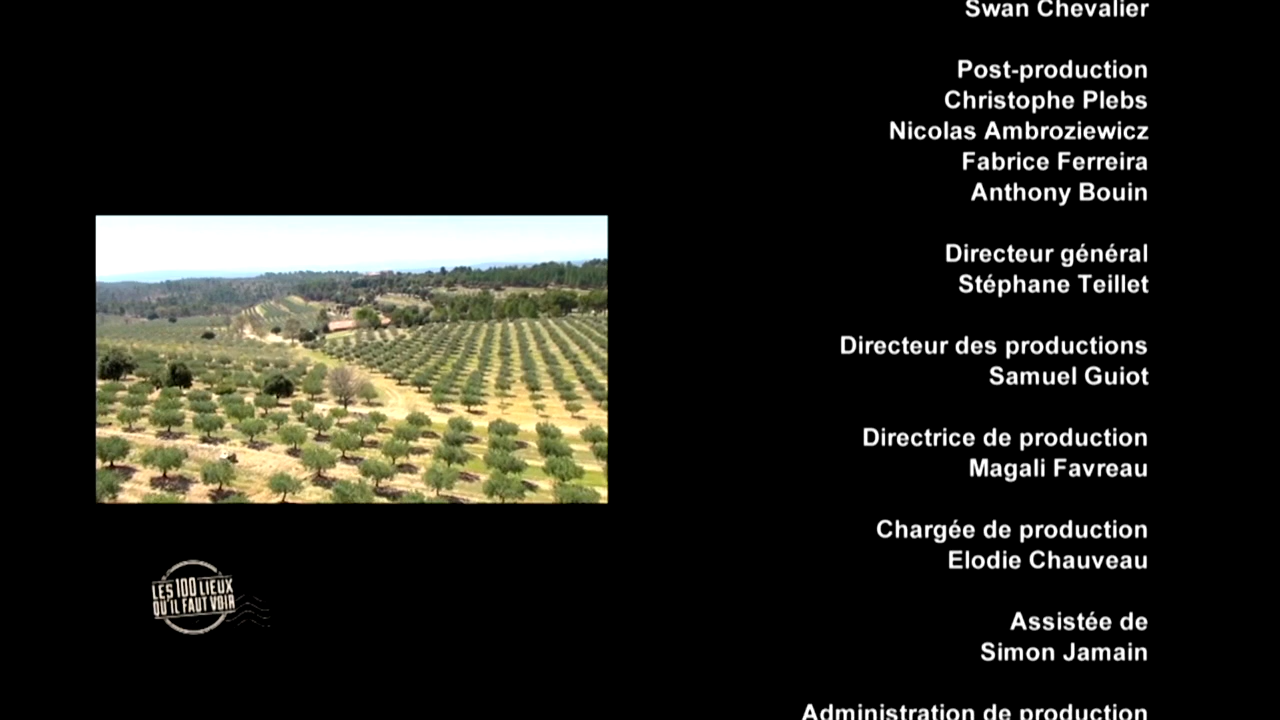 Swan Chevalier
Post-production
Christophe Plebs
Nicolas Ambroziewicz
Fabrice Ferreira
Anthony Bouin
Directeur général
Stéphane Teillet
Directeur des productions
Samuel Guiot
Directrice de production
Magali Favreau
Chargée de production
Elodie Chauveau
Assistée de
Simon Jamain
Administration de production
LES 100 LIEUX
QU'IL FAUT VOIR